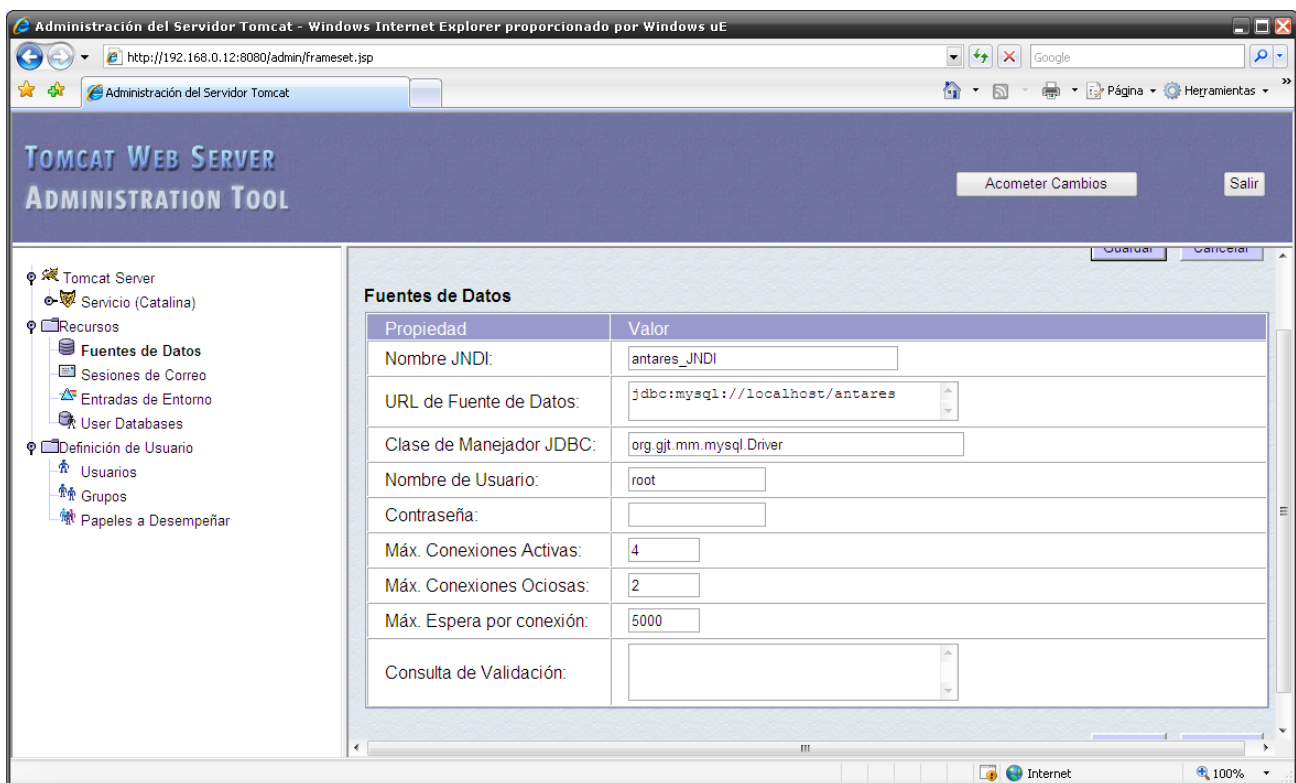 Administración del Servidor Tomcat - Windows Internet Explorer proporcionado por Windows uE
http://192.168.0.12:8080/admin/frameset.jsp
Google
Administración del Servidor Tomcat
Página
Herramientas
»
TOMCAT WEB SERVER
ADMINISTRATION TOOL
Acometer Cambios
Salir
Tomcat Server
Servicio (Catalina)
Recursos
Fuentes de Datos
Sesiones de Correo
Entradas de Entorno
User Databases
Definición de Usuario
Usuarios
Grupos
Papeles a Desempeñar
Guardar
Cancelar
Fuentes de Datos
Propiedad Valor
Nombre JNDI: antares_JNDI
URL de Fuente de Datos: jdbc:mysql://localhost/antares
Clase de Manejador JDBC: org.gjt.mm.mysql.Driver
Nombre de Usuario: root
Contraseña:
Máx. Conexiones Activas: 4
Máx. Conexiones Ociosas: 2
Máx. Espera por conexión: 5000
Consulta de Validación:
Internet
100%